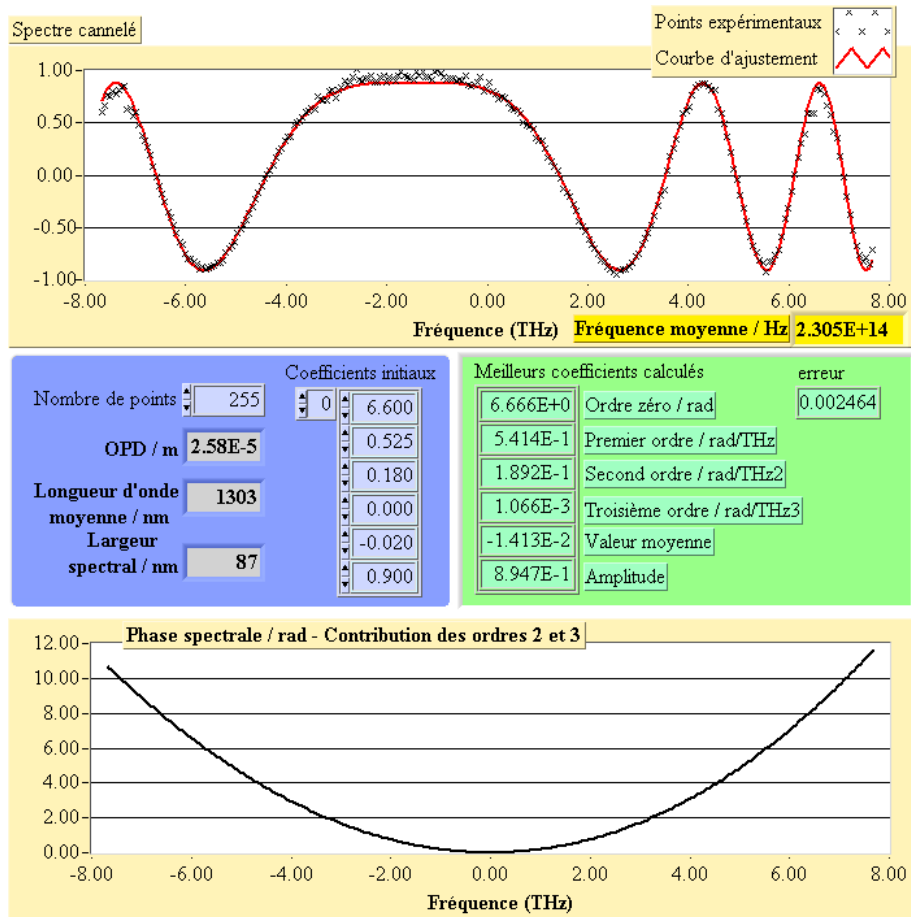 Spectre cannelé
Points expérimentaux
Courbe d'ajustement
1.00
0.50
0.00
-0.50
-1.00
-8.00 -6.00 -4.00 -2.00 0.00 2.00 4.00 6.00 8.00
Fréquence (THz) Fréquence moyenne / Hz 2.305E+14
Nombre de points 255
OPD / m 2.58E-5
Longueur d'onde
moyenne / nm 1303
Largeur
spectral / nm 87
Coefficients initiaux
0 6.600
0.525
0.180
0.000
-0.020
0.900
Meilleurs coefficients calculés erreur
6.666E+0 Ordre zéro / rad 0.002464
5.414E-1 Premier ordre / rad/THz
1.892E-1 Second ordre / rad/THz2
1.066E-3 Troisième ordre / rad/THz3
-1.413E-2 Valeur moyenne
8.947E-1 Amplitude
Phase spectrale / rad - Contribution des ordres 2 et 3
12.00
10.00
8.00
6.00
4.00
2.00
0.00
-8.00 -6.00 -4.00 -2.00 0.00 2.00 4.00 6.00 8.00
Fréquence (THz)